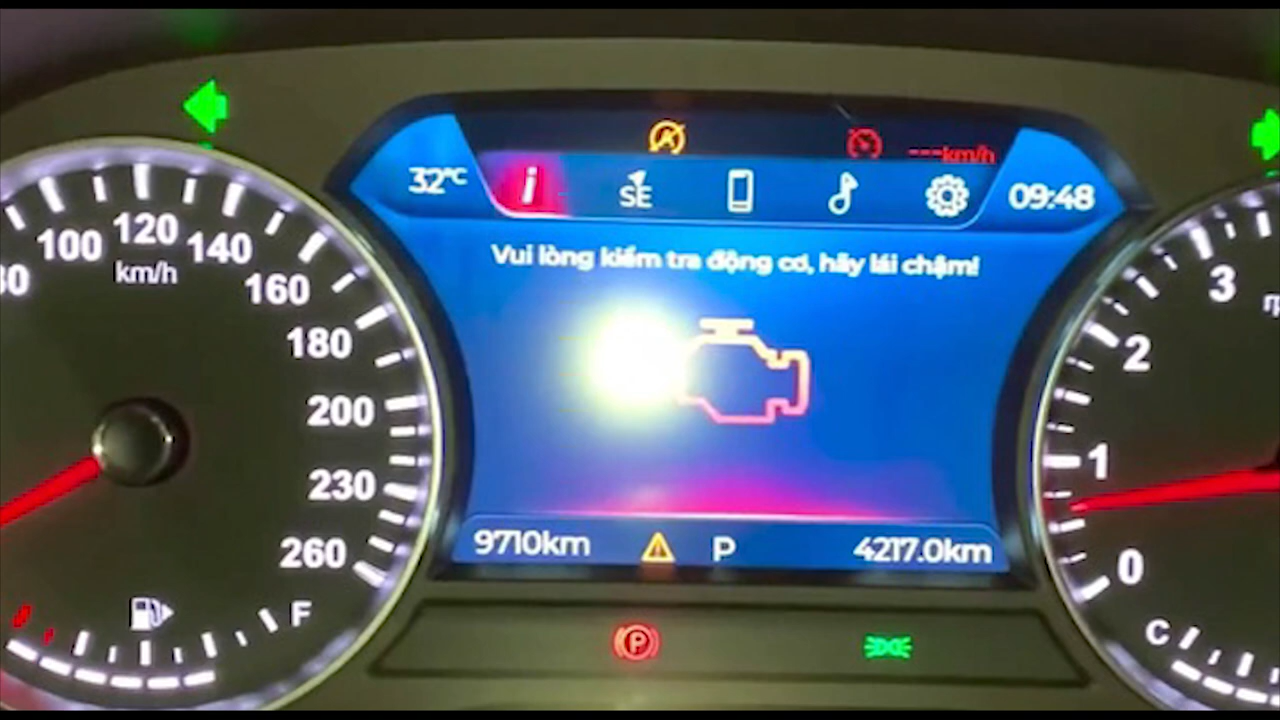 32°C
SE
---km/h
09:48
Vui lòng kiểm tra động cơ, hãy lái chậm!
100
120
140
160
180
200
230
260
km/h
F
9710km
P
4217.0km
P
3
2
1
0
C